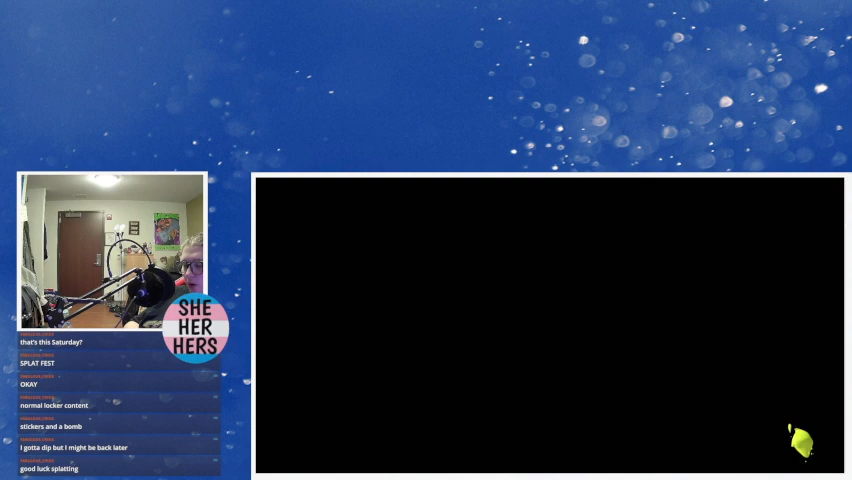 SHE
HER
HERS
that's this Saturday?
SPLAT FEST
OKAY
normal locker content
stickers and a bomb
I gotta dip but I might be back later
good luck splatting